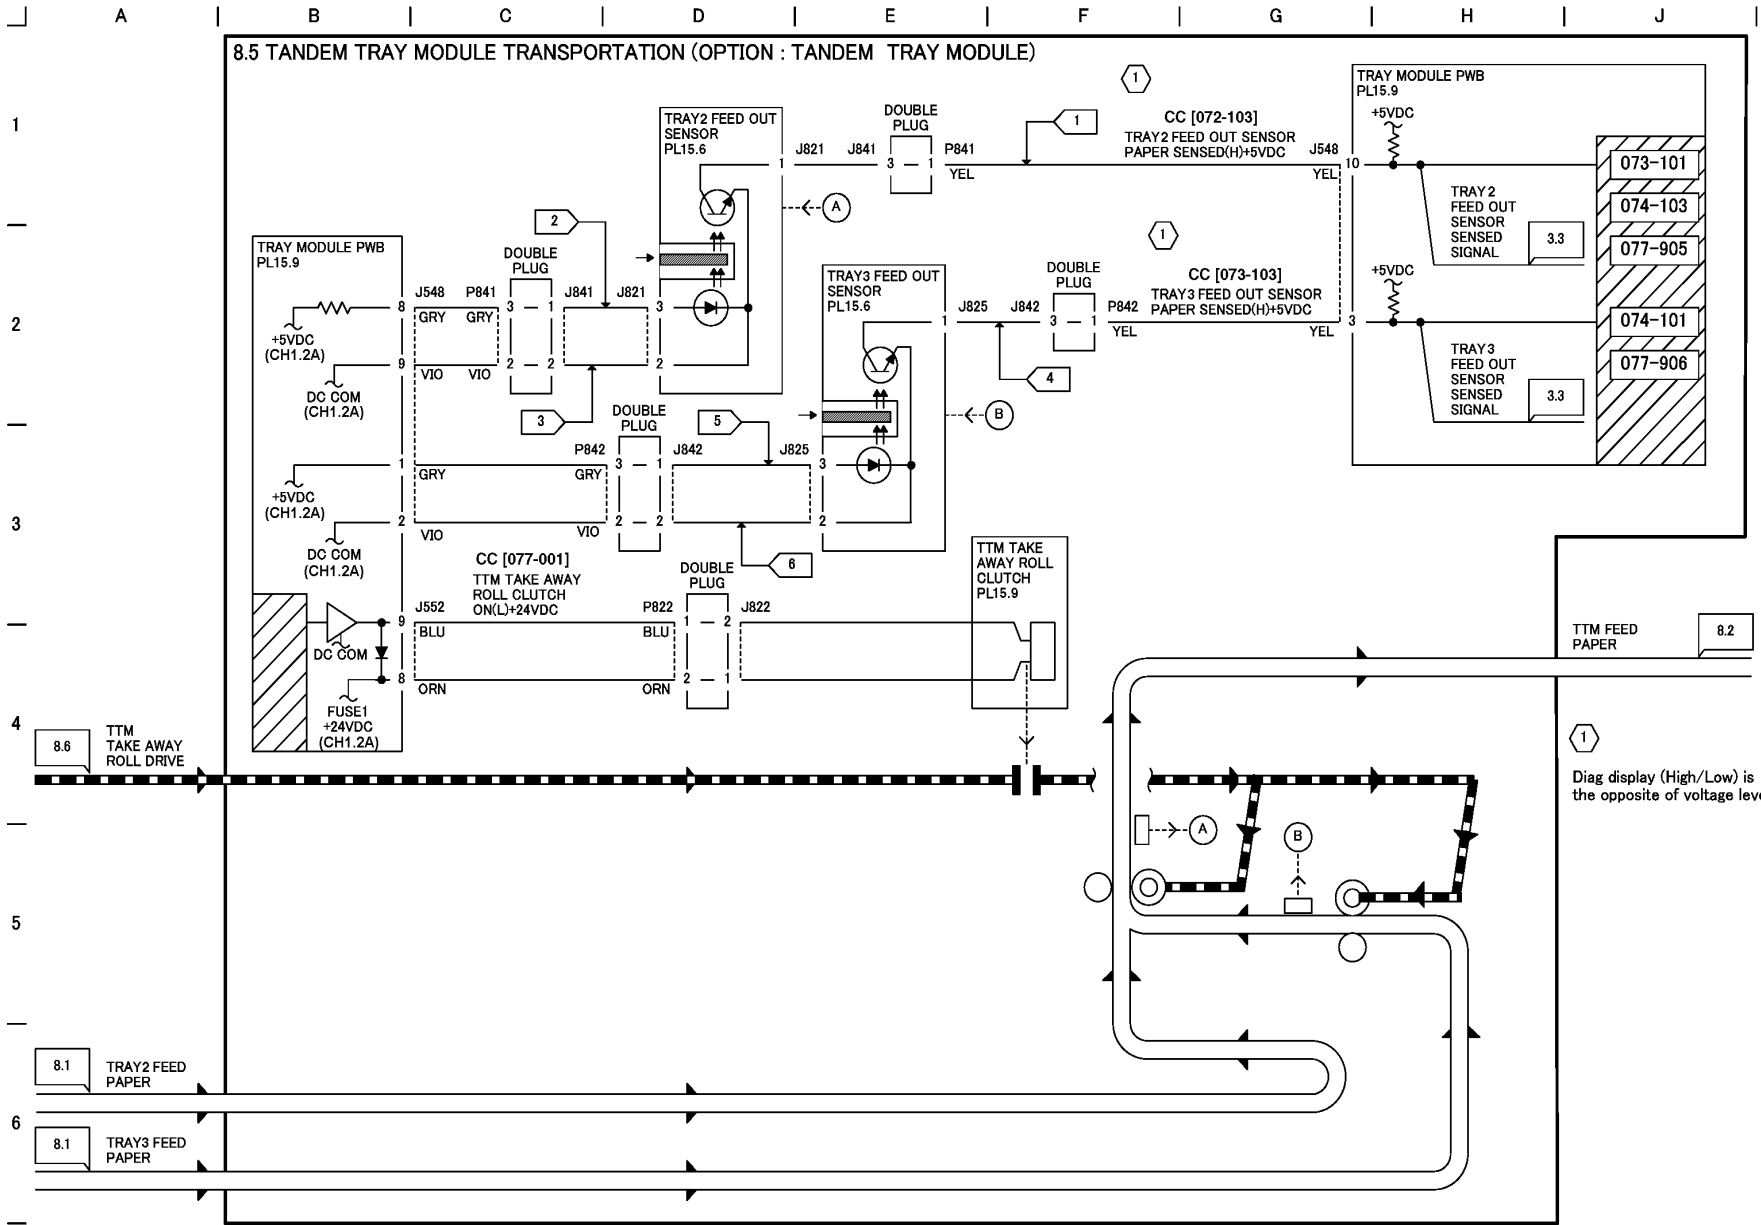 A B C D E F G H J
8.5 TANDEM TRAY MODULE TRANSPORTATION (OPTION : TANDEM TRAY MODULE)
1
2
3
4
5
6
TRAY2 FEED OUT
SENSOR
PL15.6
1
J821
J841
DOUBLE
PLUG
3 1
P841
YEL
1
1
CC [072-103]
TRAY2 FEED OUT SENSOR
PAPER SENSED(H)+5VDC
J548
YEL
10
TRAY MODULE PWB
PL15.9
+5VDC
TRAY2
FEED OUT
SENSOR
SENSED
SIGNAL
3.3
073-101
074-103
077-905
A
3
2
TRAY MODULE PWB
PL15.9
+5VDC
(CH1.2A)
8
DC COM
(CH1.2A)
9
J548
GRY
VIO
P841
GRY
VIO
DOUBLE
PLUG
3 1
2 2
J841
J821
2
3
TRAY3 FEED OUT
SENSOR
PL15.6
1
3
2
J825
J842
DOUBLE
PLUG
3 1
P842
YEL
4
B
1
CC [073-103]
TRAY3 FEED OUT SENSOR
PAPER SENSED(H)+5VDC
YEL
3
+5VDC
TRAY3
FEED OUT
SENSOR
SENSED
SIGNAL
3.3
074-101
077-906
+5VDC
(CH1.2A)
1
DC COM
(CH1.2A)
2
GRY
VIO
P842
GRY
VIO
DOUBLE
PLUG
3 1
2 2
J842
J825
5
6
CC [077-001]
TTM TAKE AWAY
ROLL CLUTCH
ON(L)+24VDC
DC COM
FUSE1
+24VDC
(CH1.2A)
9
8
J552
BLU
ORN
P822
BLU
ORN
DOUBLE
PLUG
1 2
2 1
J822
TTM TAKE
AWAY ROLL
CLUTCH
PL15.9
TTM FEED
PAPER
8.2
8.6
TTM
TAKE AWAY
ROLL DRIVE
1
Diag display (High/Low) is
the opposite of voltage leve
A
B
8.1
TRAY2 FEED
PAPER
8.1
TRAY3 FEED
PAPER